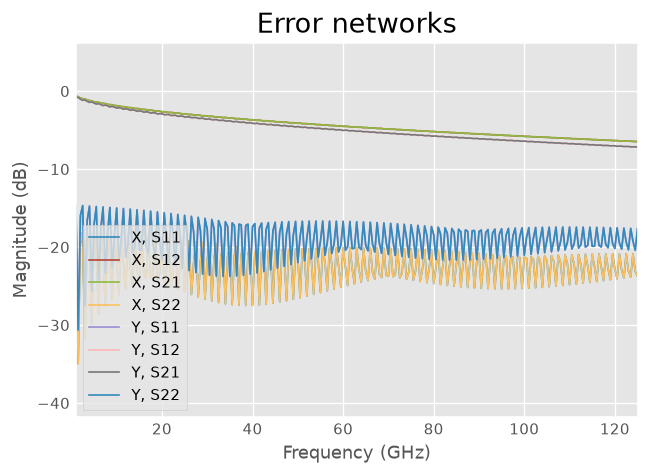 Error networks
Magnitude (dB)
0
−10
−20
−30
−40
X, S11
X, S12
X, S21
X, S22
Y, S11
Y, S12
Y, S21
Y, S22
20
40
60
80
100
120
Frequency (GHz)